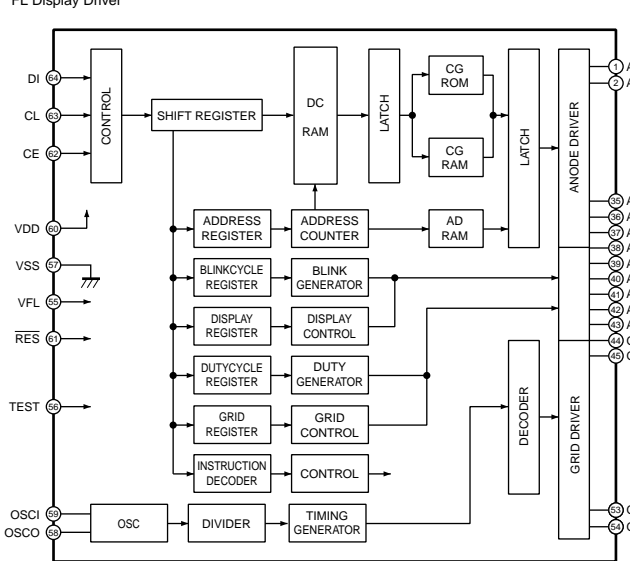 FL Display Driver
DI 64
CL 63
CE 62
VDD 60
VSS 57
VFL 55
RES 61
TEST 56
OSCI 59
OSCO 58
CONTROL
SHIFT REGISTER
DC
RAM
LATCH
CG
ROM
CG
RAM
LATCH
ANODE DRIVER
ADDRESS
REGISTER
ADDRESS
COUNTER
AD
RAM
BLINKCYCLE
REGISTER
BLINK
GENERATOR
DISPLAY
REGISTER
DISPLAY
CONTROL
DUTYCYCLE
REGISTER
DUTY
GENERATOR
GRID
REGISTER
GRID
CONTROL
INSTRUCTION
DECODER
CONTROL
OSC
DIVIDER
TIMING
GENERATOR
DECODER
GRID DRIVER
1 A
2 A
35 A
36 A
37 A
38 A
39 A
40 A
41 A
42 A
43 A
44 G
45 G
53 G
54 G